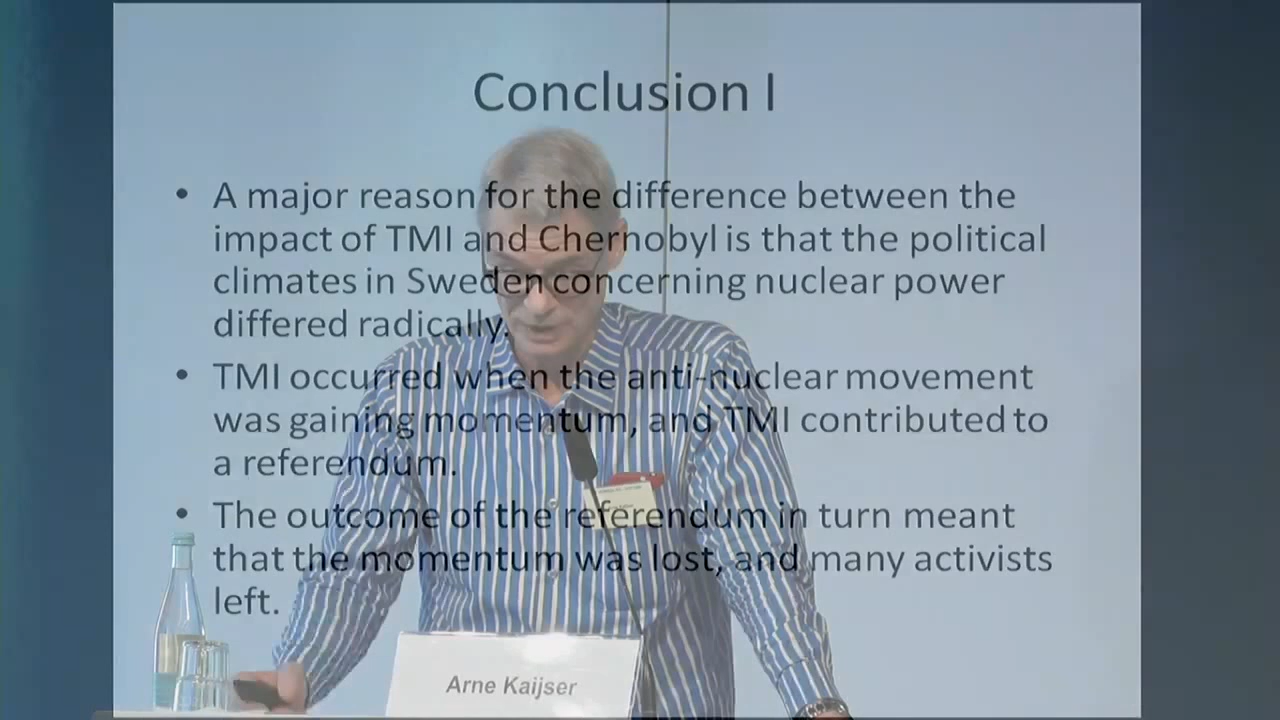 Conclusion I
• A major reason for the difference between the
impact of TMI and Chernobyl is that the political
climates in Sweden concerning nuclear power
differed radically.
• TMI occurred when the anti-nuclear movement
was gaining momentum, and TMI contributed to
a referendum.
• The outcome of the referendum in turn meant
that the momentum was lost, and many activists
left.
Arne Kaijser